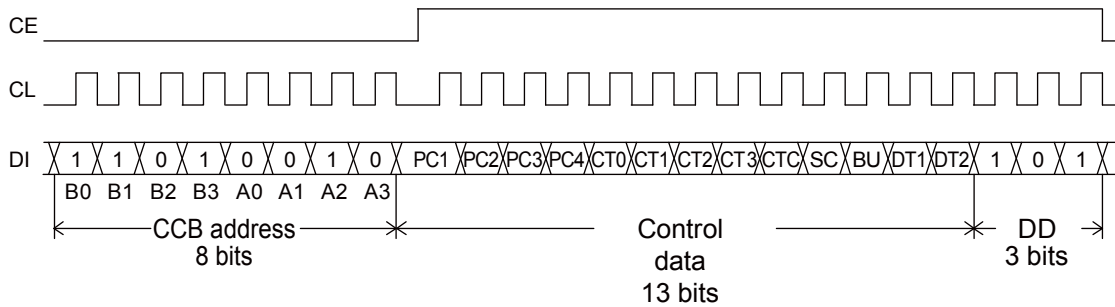 CE
CL
DI 1 1 0 1 0 0 1 0 PC1 PC2 PC3 PC4 CT0 CT1 CT2 CT3 CTC SC BU DT1 DT2 1 0 1
B0 B1 B2 B3 A0 A1 A2 A3
CCB address
8 bits
Control
data
13 bits
DD
3 bits